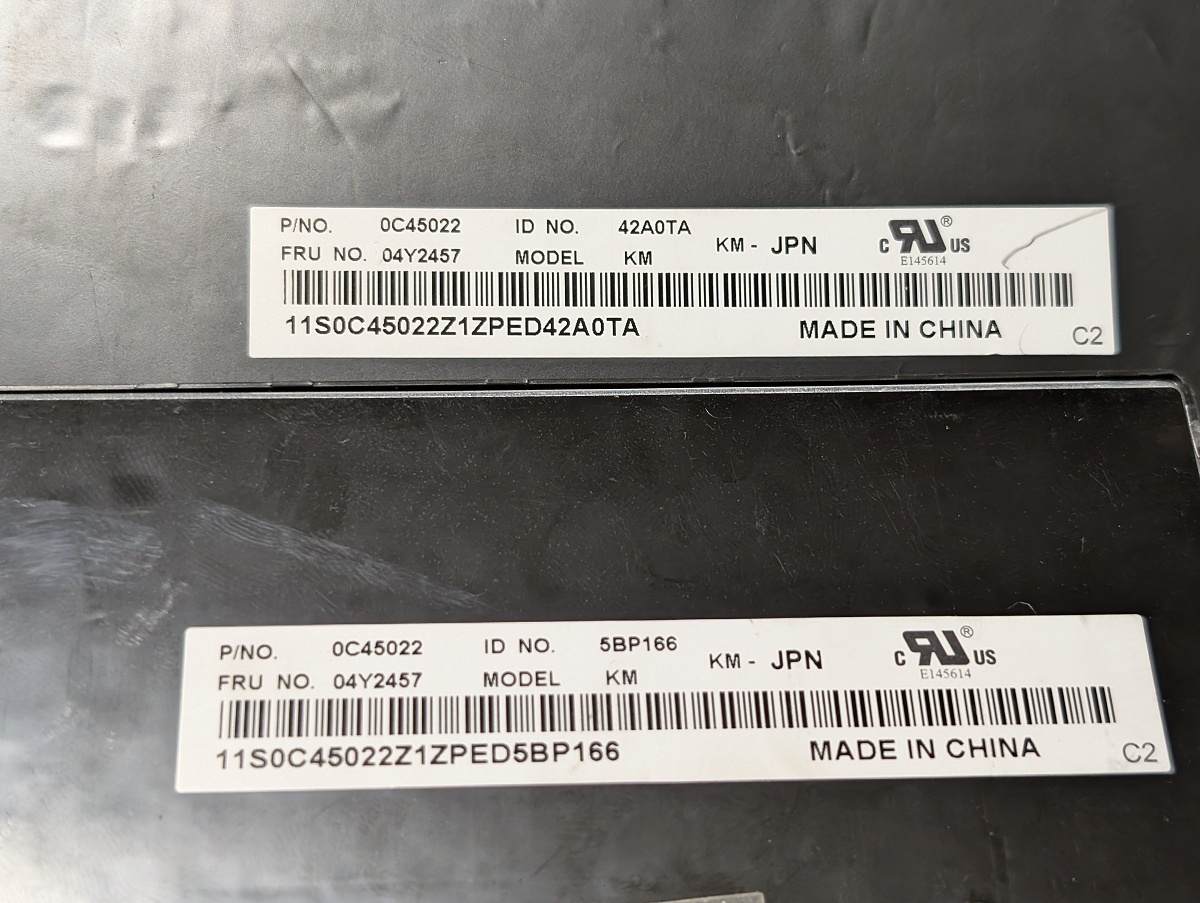 P/NO. 0C45022 ID NO. 42A0TA
FRU NO. 04Y2457 MODEL KM
KM - JPN
c RU ® US
E145614
11S0C45022Z1ZPED42A0TA MADE IN CHINA C2
P/NO. 0C45022 ID NO. 5BP166
FRU NO. 04Y2457 MODEL KM
KM - JPN
c RU ® US
E145614
11S0C45022Z1ZPED5BP166 MADE IN CHINA C2